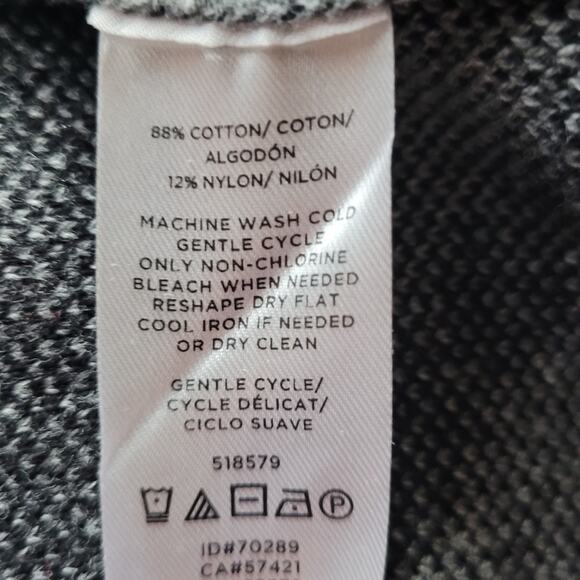 88% COTTON/ COTON/
ALGODÓN
12% NYLON/ NILÓN
MACHINE WASH COLD
GENTLE CYCLE
ONLY NON-CHLORINE
BLEACH WHEN NEEDED
RESHAPE DRY FLAT
COOL IRON IF NEEDED
OR DRY CLEAN
GENTLE CYCLE/
CYCLE DÉLICAT/
CICLO SUAVE
518579
P
ID#70289
CA#57421